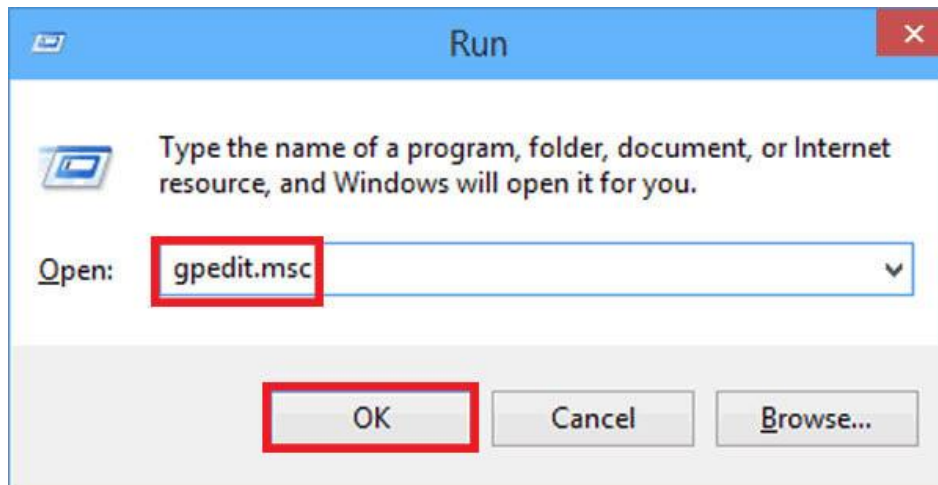 Run
Type the name of a program, folder, document, or Internet
resource, and Windows will open it for you.
Open: gpedit.msc
OK Cancel Browse...